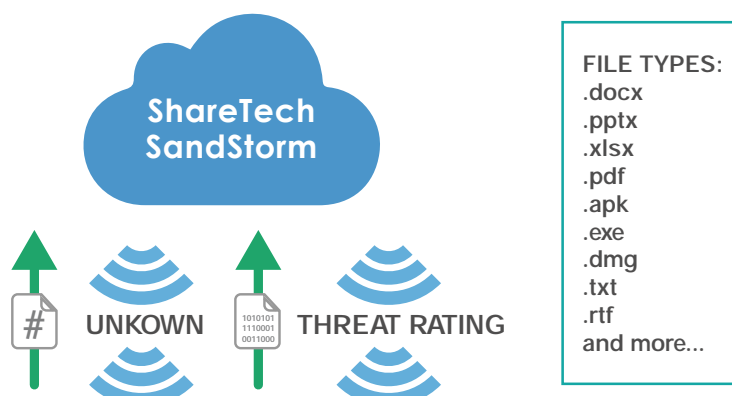 ShareTech
SandStorm
#
UNKOWN
1010101
1110001
0011000
THREAT RATING
FILE TYPES:
.docx
.pptx
.xlsx
.pdf
.apk
.exe
.dmg
.txt
.rtf
and more...